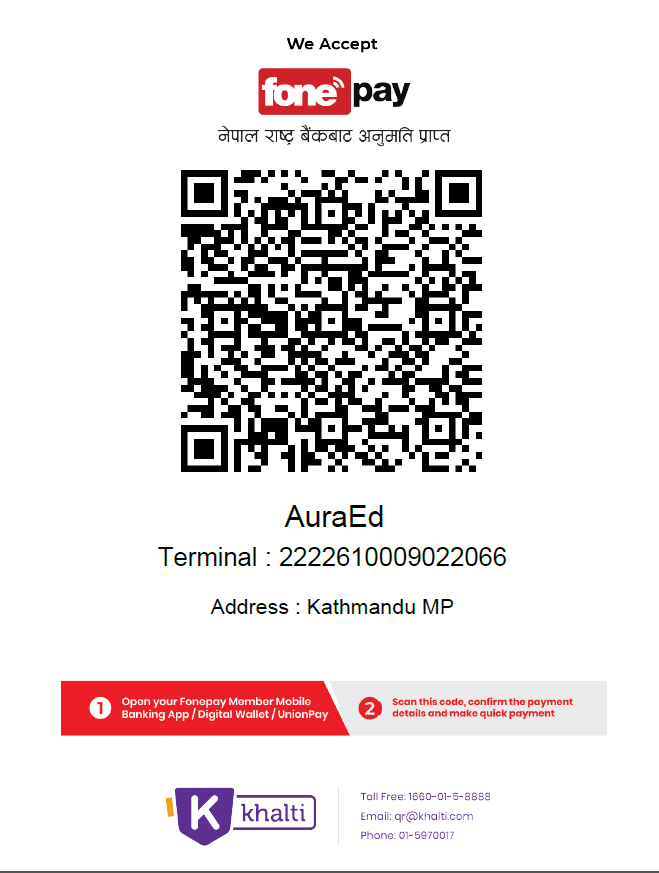 We Accept
fonepay
नेपाल राष्ट्र बैंकबाट अनुमति प्राप्त
AuraEd
Terminal : 2222610009022066
Address : Kathmandu MP
1 Open your Fonepay Member Mobile
Banking App / Digital Wallet / UnionPay
2 Scan this code, confirm the payment
details and make quick payment
K khalti
Toll Free: 1660-01-5-8888
Email: qr@khalti.com
Phone: 01-5970017